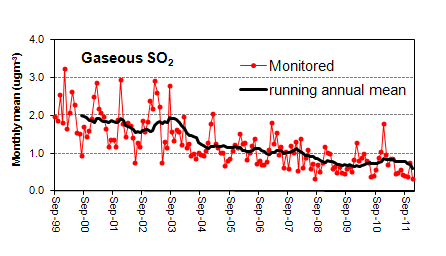 4.0
Gaseous SO₂
Monitored
running annual mean
3.0
2.0
1.0
0.0
Monthly mean (ugm⁻³)
Sep-99
Sep-00
Sep-01
Sep-02
Sep-03
Sep-04
Sep-05
Sep-06
Sep-07
Sep-08
Sep-09
Sep-10
Sep-11